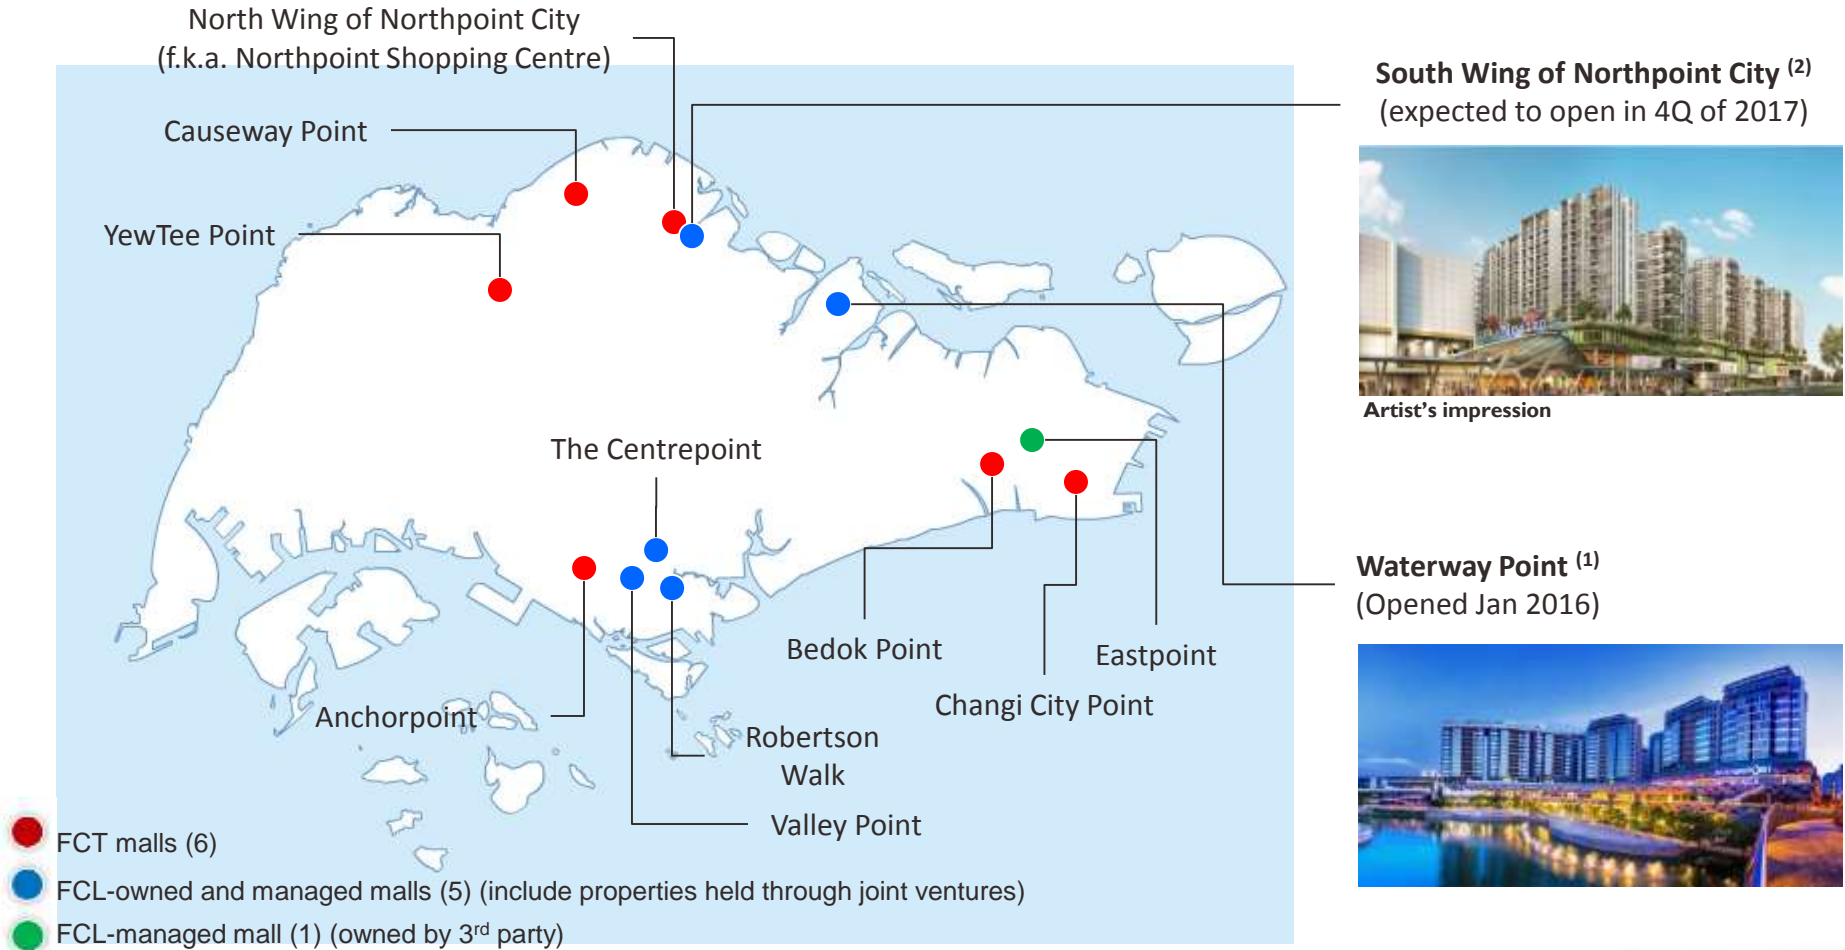 North Wing of Northpoint City
(f.k.a. Northpoint Shopping Centre)
South Wing of Northpoint City (2)
(expected to open in 4Q of 2017)
Causeway Point
YewTee Point
Artist’s impression
The Centrepoint
Waterway Point (1)
(Opened Jan 2016)
Bedok Point
Eastpoint
Changi City Point
Anchorpoint
Robertson
Walk
Valley Point
FCT malls (6)
FCL-owned and managed malls (5) (include properties held through joint ventures)
FCL-managed mall (1) (owned by 3rd party)